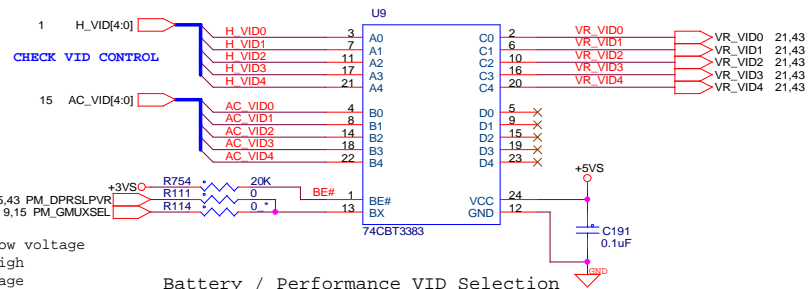 U9
1 H_VID[4:0]
H_VID0 3 A0 C0 2 VR_VID0 VR_VID0 21,43
H_VID1 7 A1 C1 6 VR_VID1 VR_VID1 21,43
CHECK VID CONTROL H_VID2 11 A2 C2 10 VR_VID2 VR_VID2 21,43
H_VID3 17 A3 C3 16 VR_VID3 VR_VID3 21,43
H_VID4 21 A4 C4 20 VR_VID4 VR_VID4 21,43
15 AC_VID[4:0]
AC_VID0 4 B0 D0 5
AC_VID1 8 B1 D1 9
AC_VID2 14 B2 D2 15
AC_VID3 18 B3 D3 19
AC_VID4 22 B4 D4 23
+5VS
+3VS R754 20K BE# 1 BE# VCC 24
5,43 PM_DPRSLPVR R111 0
9,15 PM_GMUXSEL R114 0_* 13 BX GND 12
74CBT3383
C191
0.1uF
ow voltage
igh
age
GND
Battery / Performance VID Selection